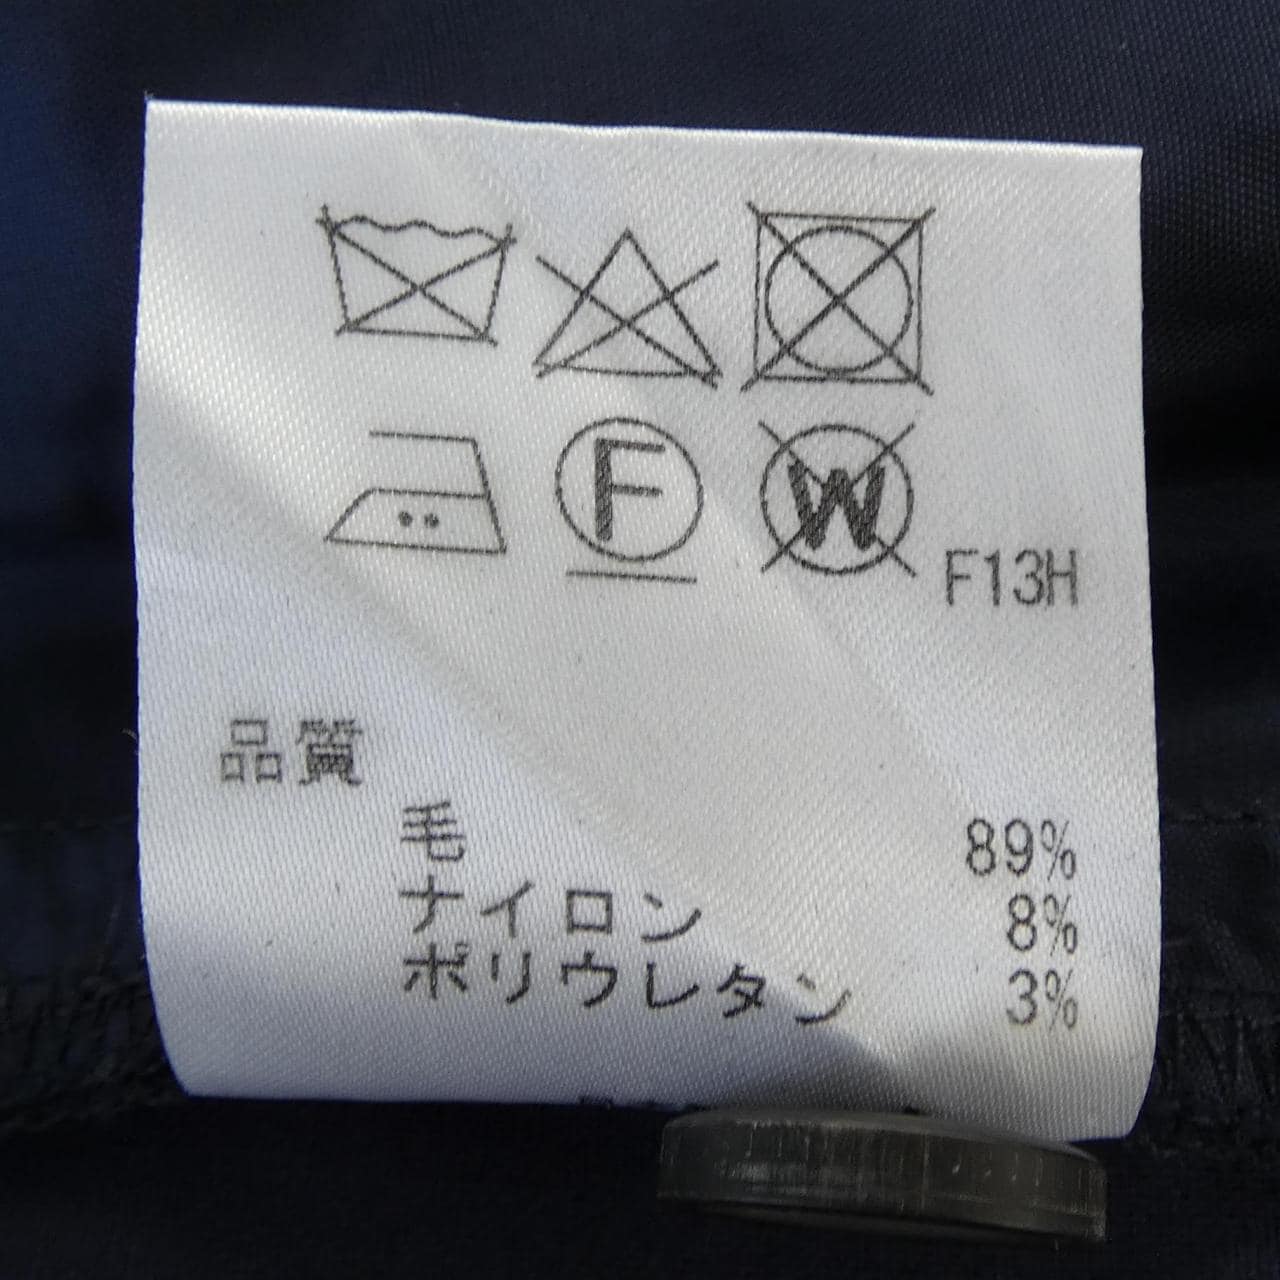 F
W
F13H
品質
毛 89%
ナイロン 8%
ポリウレタン 3%